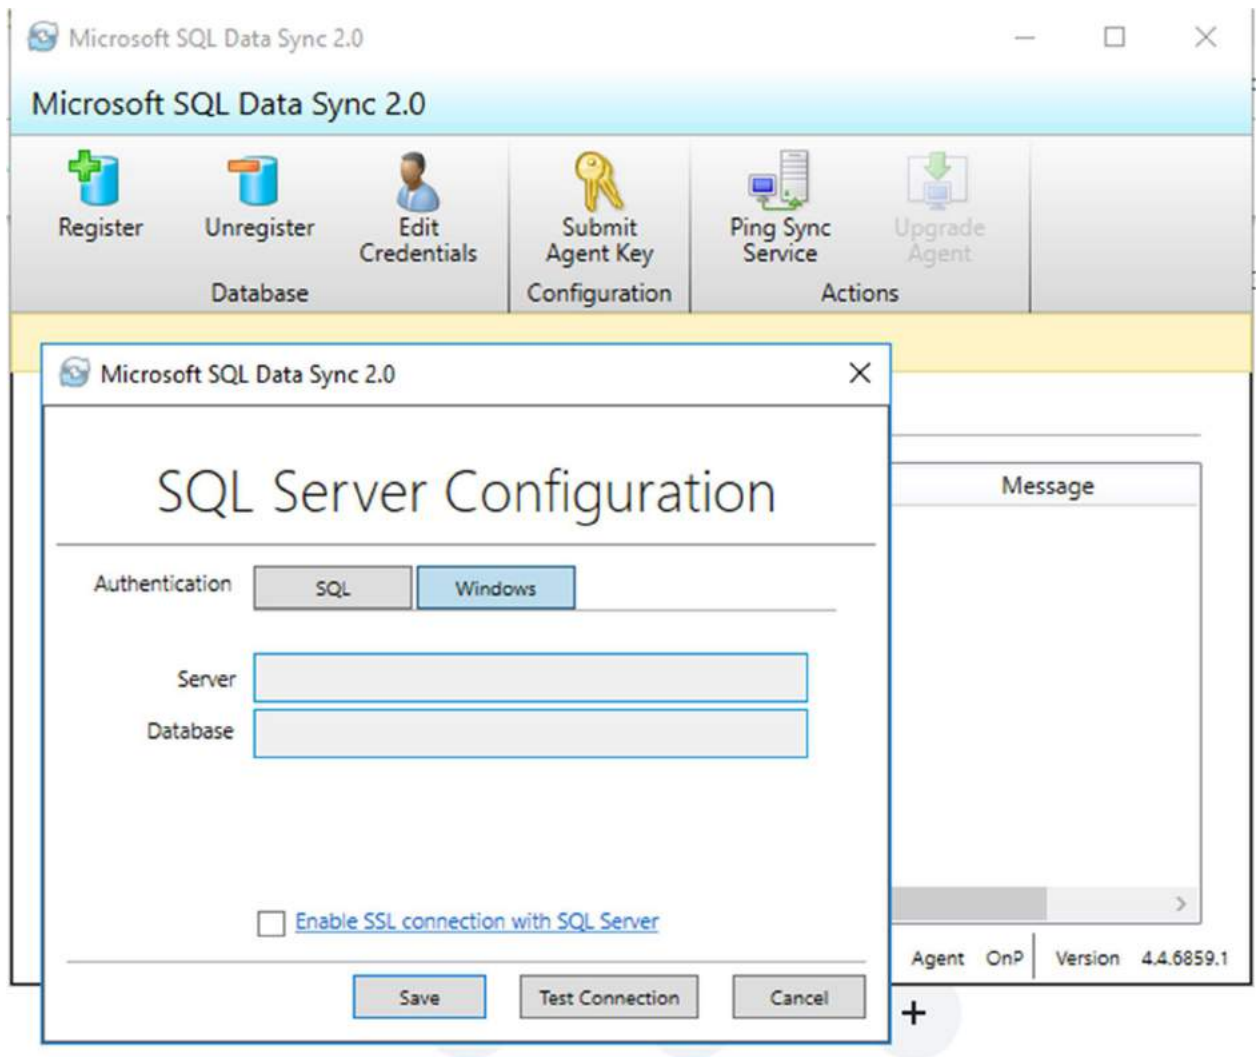 Microsoft SQL Data Sync 2.0
Microsoft SQL Data Sync 2.0
Register
Unregister
Edit
Credentials
Submit
Agent Key
Ping Sync
Service
Upgrade
Agent
Database
Configuration
Actions
Microsoft SQL Data Sync 2.0
SQL Server Configuration
Authentication
SQL
Windows
Server
Database
Enable SSL connection with SQL Server
Save
Test Connection
Cancel
Message
Agent OnP
Version 4.4.6859.1
+